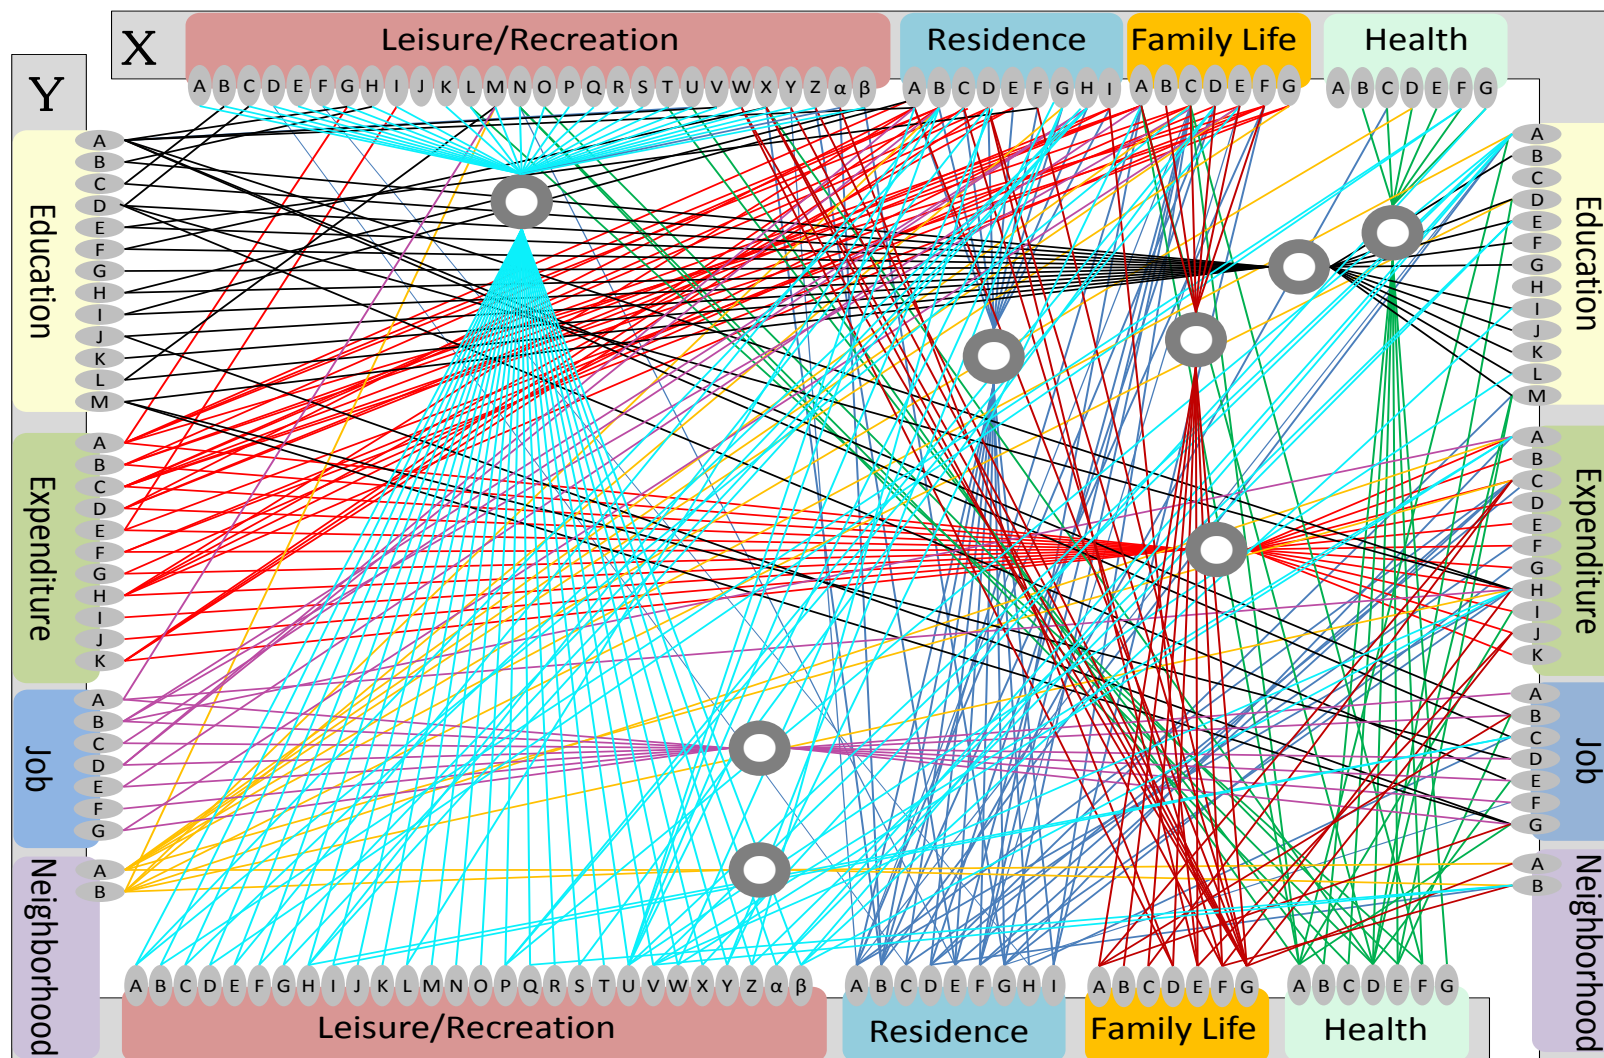 X
Leisure/Recreation
Residence
Family Life
Health
A B C D E F G H I J K L M N O P Q R S T U V W X Y Z α β
A B C D E F G H I
A B C D E F G
A B C D E F G
Y
Education
A
B
C
D
E
F
G
H
I
J
K
L
M
Expenditure
A
B
C
D
E
F
G
H
I
J
K
Job
A
B
C
D
E
F
G
Neighborhood
A
B
A
B
C
D
E
F
G
H
I
J
K
L
M
Education
A
B
C
D
E
F
G
H
I
J
K
Expenditure
A
B
C
D
E
F
G
Job
A
B
Neighborhood
A B C D E F G H I J K L M N O P Q R S T U V W X Y Z α β
A B C D E F G H I
A B C D E F G
A B C D E F G
Leisure/Recreation
Residence
Family Life
Health